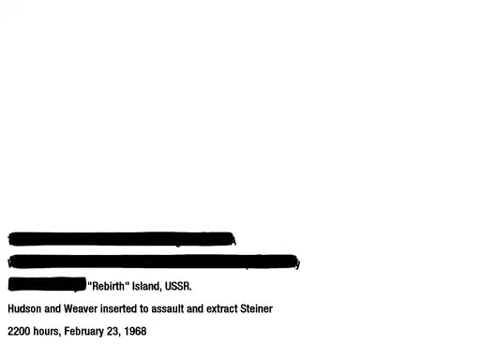 "Rebirth" Island, USSR.
Hudson and Weaver inserted to assault and extract Steiner
2200 hours, February 23, 1968